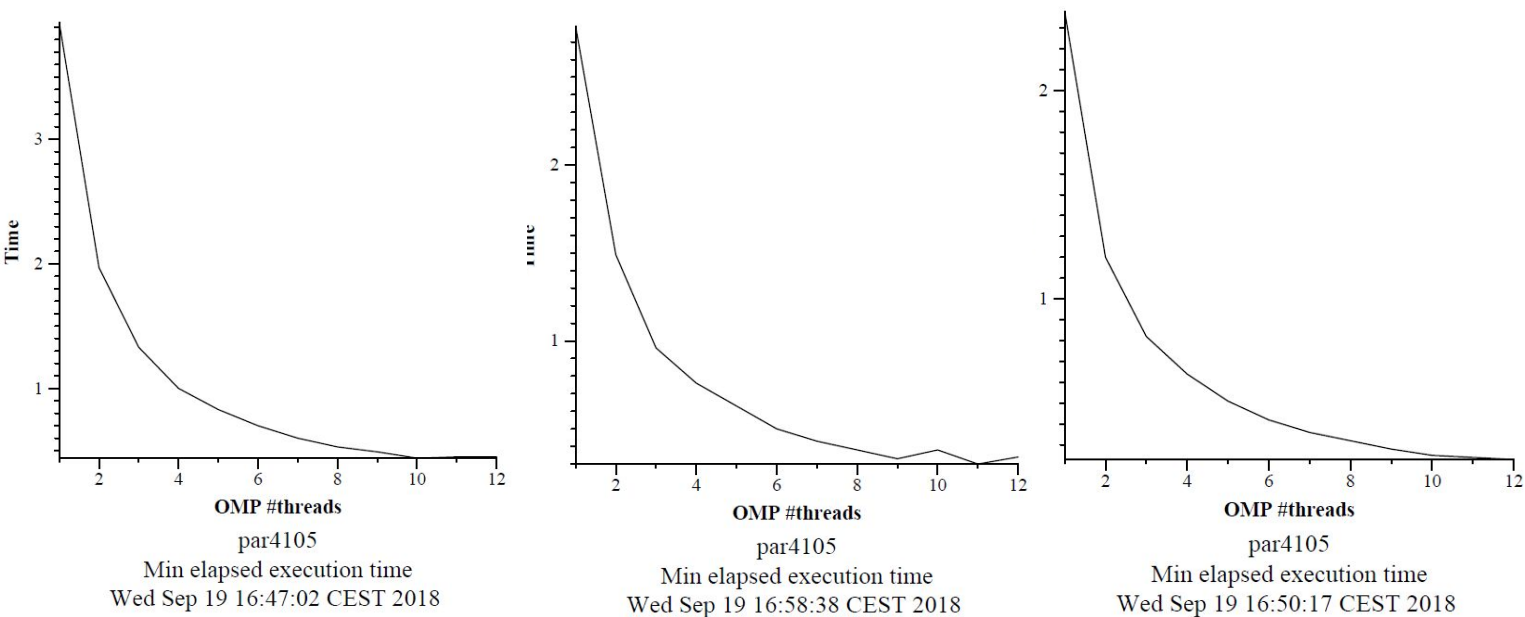 3
2
1
Time
2
4
6
8
10
12
OMP #threads
par4105
Min elapsed execution time
Wed Sep 19 16:47:02 CEST 2018
2
1
Time
2
4
6
8
10
12
OMP #threads
par4105
Min elapsed execution time
Wed Sep 19 16:58:38 CEST 2018
2
1
2
4
6
8
10
12
OMP #threads
par4105
Min elapsed execution time
Wed Sep 19 16:50:17 CEST 2018